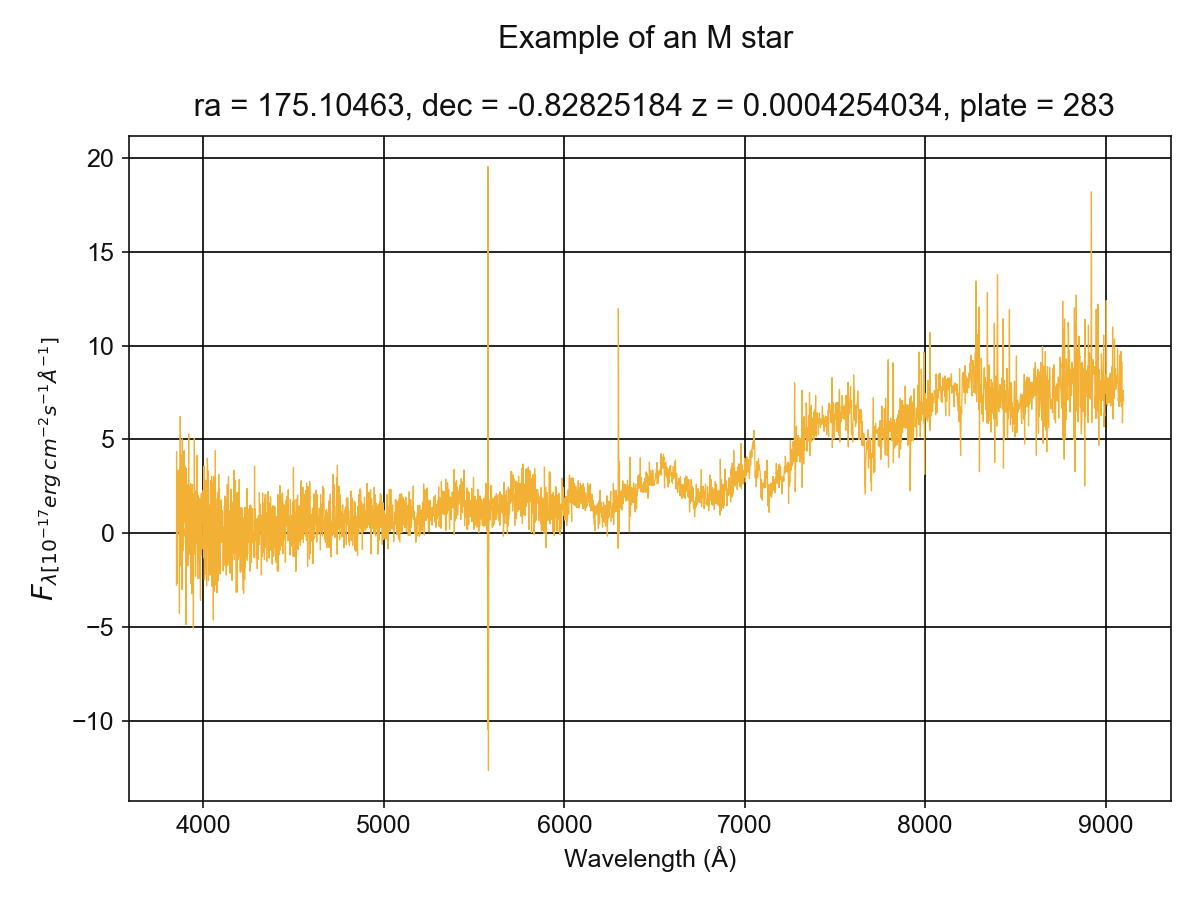 Example of an M star
ra = 175.10463, dec = -0.82825184 z = 0.0004254034, plate = 283
20
15
10
5
0
−5
−10
F_{λ[10^{−17}erg cm^{−2}s^{−1}Å^{−1}]}
4000 5000 6000 7000 8000 9000
Wavelength (Å)